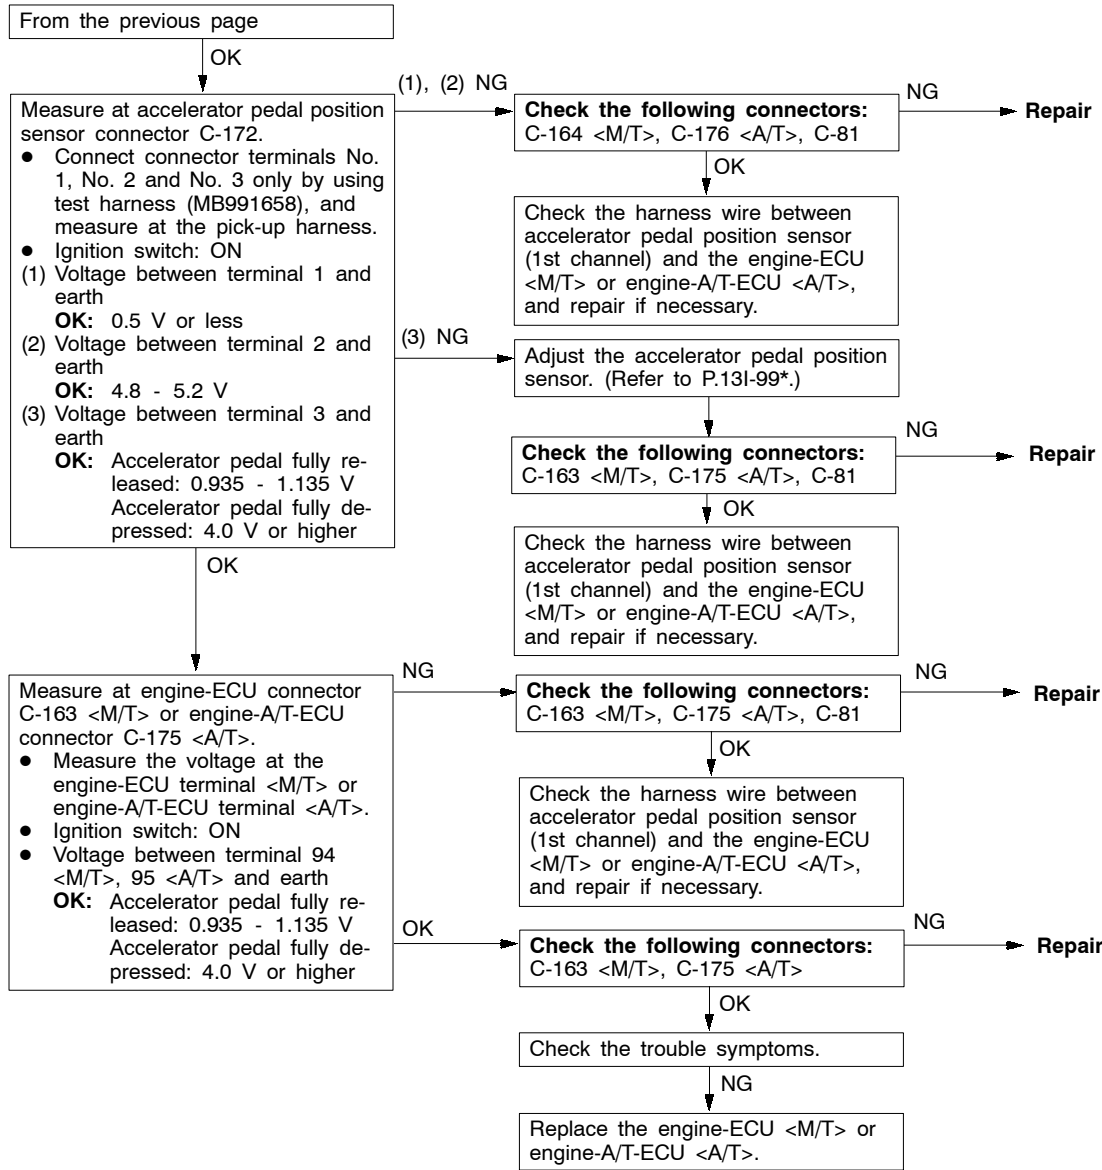 From the previous page
OK
Measure at accelerator pedal position
sensor connector C-172.
● Connect connector terminals No.
1, No. 2 and No. 3 only by using
test harness (MB991658), and
measure at the pick-up harness.
● Ignition switch: ON
(1) Voltage between terminal 1 and
earth
OK: 0.5 V or less
(2) Voltage between terminal 2 and
earth
OK: 4.8 - 5.2 V
(3) Voltage between terminal 3 and
earth
OK: Accelerator pedal fully re-
leased: 0.935 - 1.135 V
Accelerator pedal fully de-
pressed: 4.0 V or higher
(1), (2) NG
Check the following connectors:
C-164 <M/T>, C-176 <A/T>, C-81
NG
Repair
OK
Check the harness wire between
accelerator pedal position sensor
(1st channel) and the engine-ECU
<M/T> or engine-A/T-ECU <A/T>,
and repair if necessary.
(3) NG
Adjust the accelerator pedal position
sensor. (Refer to P.13I-99*.)
Check the following connectors:
C-163 <M/T>, C-175 <A/T>, C-81
NG
Repair
OK
Check the harness wire between
accelerator pedal position sensor
(1st channel) and the engine-ECU
<M/T> or engine-A/T-ECU <A/T>,
and repair if necessary.
OK
Measure at engine-ECU connector
C-163 <M/T> or engine-A/T-ECU
connector C-175 <A/T>.
● Measure the voltage at the
engine-ECU terminal <M/T> or
engine-A/T-ECU terminal <A/T>.
● Ignition switch: ON
● Voltage between terminal 94
<M/T>, 95 <A/T> and earth
OK: Accelerator pedal fully re-
leased: 0.935 - 1.135 V
Accelerator pedal fully de-
pressed: 4.0 V or higher
NG
Check the following connectors:
C-163 <M/T>, C-175 <A/T>, C-81
NG
Repair
OK
Check the harness wire between
accelerator pedal position sensor
(1st channel) and the engine-ECU
<M/T> or engine-A/T-ECU <A/T>,
and repair if necessary.
OK
Check the following connectors:
C-163 <M/T>, C-175 <A/T>
NG
Repair
OK
Check the trouble symptoms.
NG
Replace the engine-ECU <M/T> or
engine-A/T-ECU <A/T>.